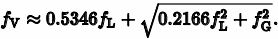 f_V ≈ 0.5346f_L + √(0.2166f_L^2 + f_G^2).